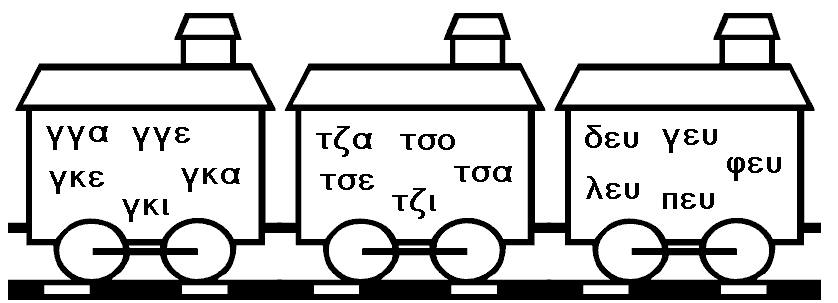 γγα γγε
γκε γκα
γκι
τζα τσο
τσε τσα
τζι
δευ γευ
φευ
λευ πευ